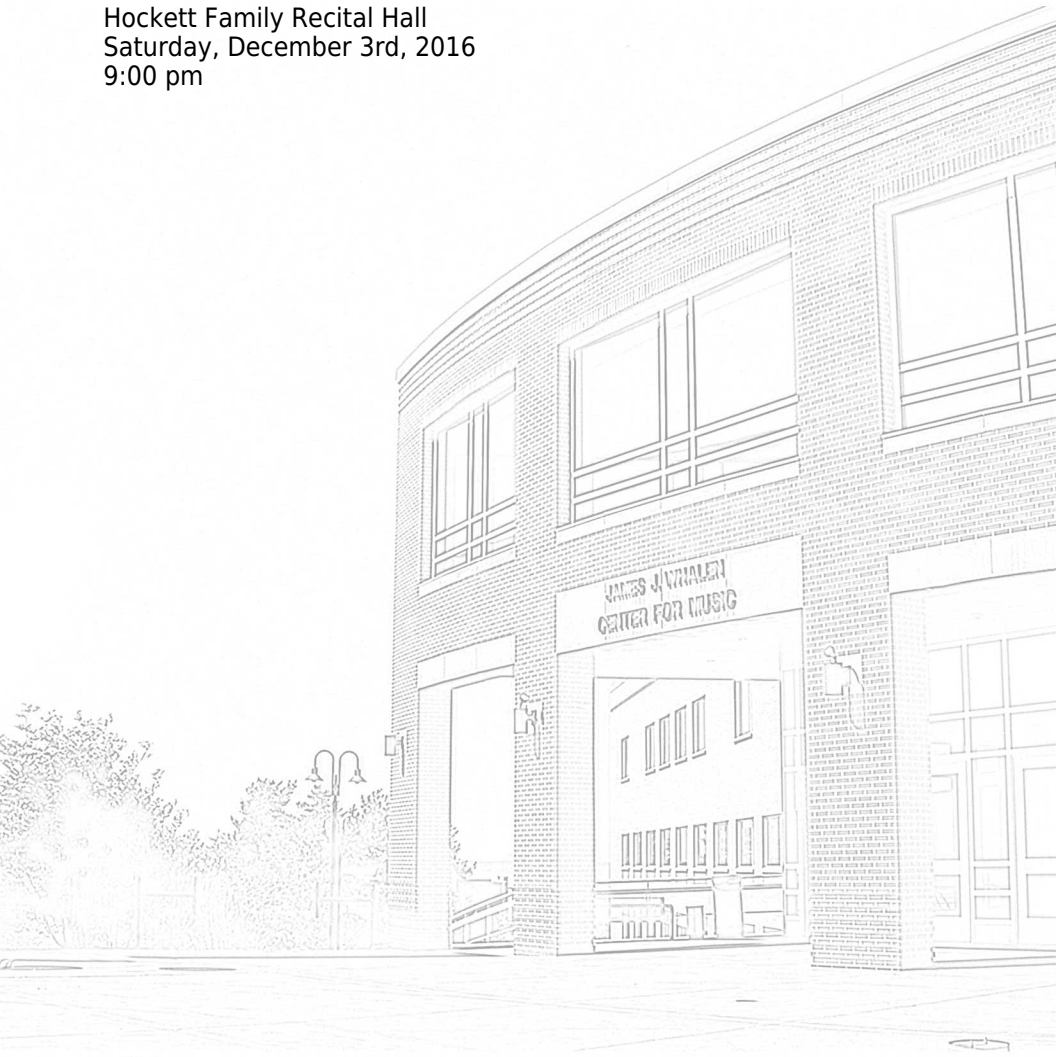 Hockett Family Recital Hall
Saturday, December 3rd, 2016
9:00 pm
JAMES J. WHALEN
CENTER FOR MUSIC